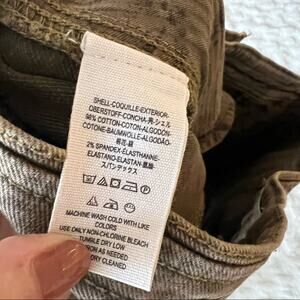 SHELL-COQUILLE-EXTERIOR-
OBERSTOFF-CONCHA-表-シェル
98% COTTON-COTON-ALGODÓN-
COTONE-BAUMWOLLE-ALGODÃO-
棉花-綿
2% SPANDEX-ÉLASTHANNE-
ELASTANO-ELASTAN-氨纶-
スパンデックス
MACHINE WASH COLD WITH LIKE
COLORS
USE ONLY NON-CHLORINE BLEACH
TUMBLE DRY LOW
IRON AS NEEDED
DRY CLEANED